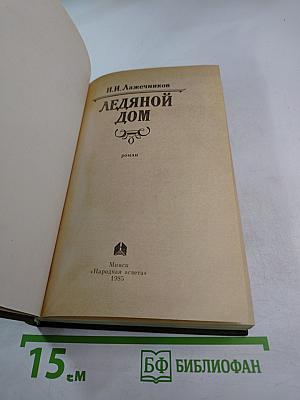 И.И.Лажечников
ЛЕДЯНОЙ
ДОМ
роман
Минск
«Народная асвета»
1985
15 см
БФ БИБЛИОФАН